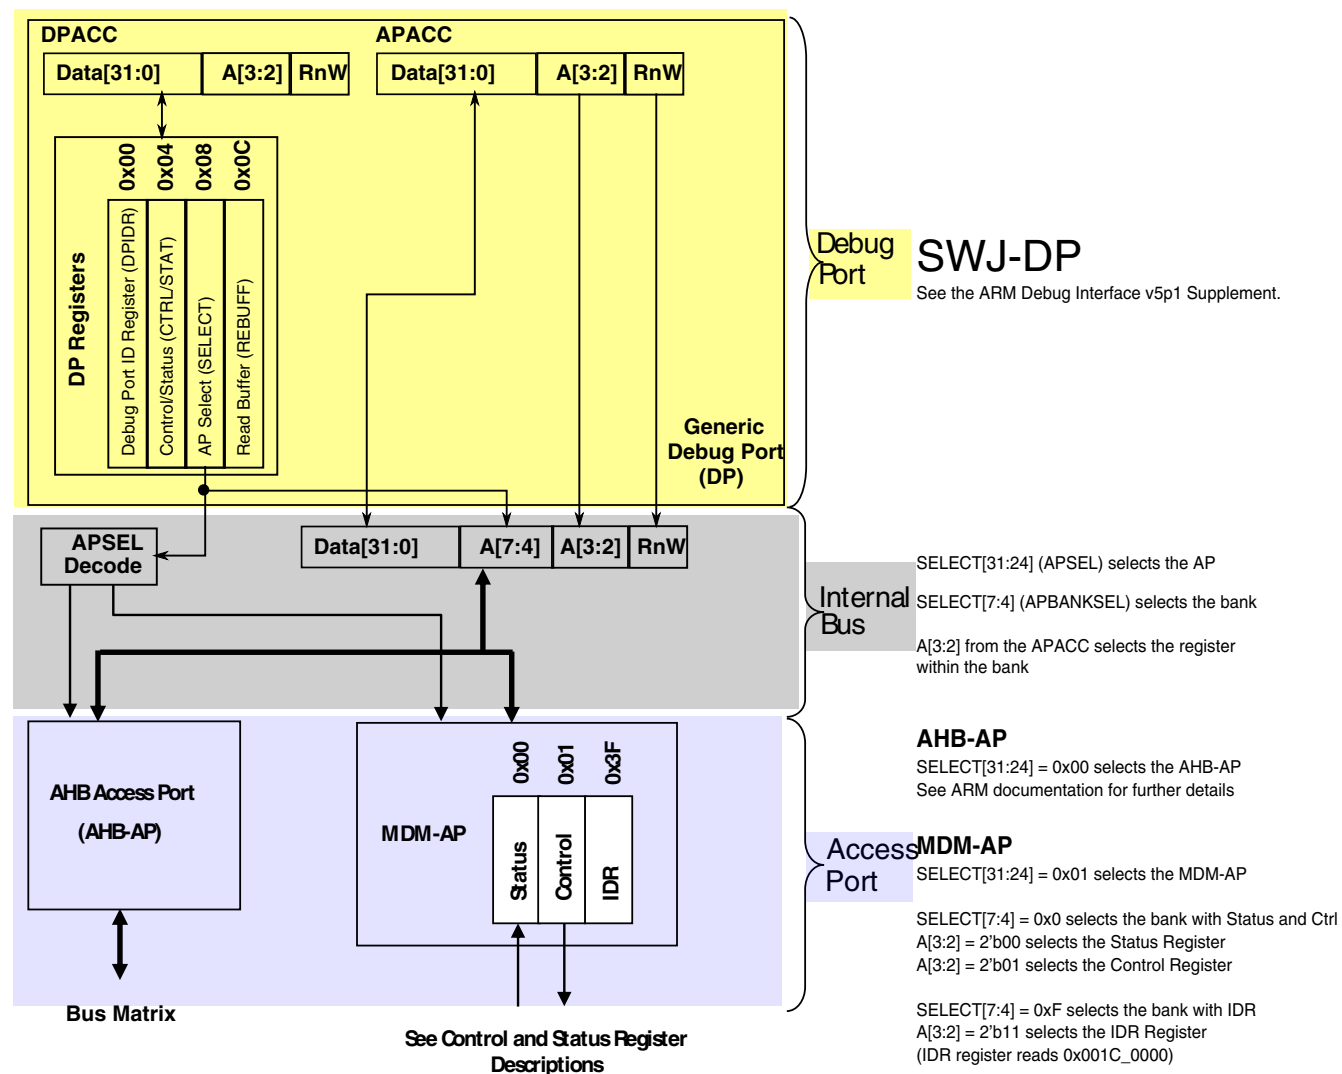 DPACC
APACC
Data[31:0] A[3:2] RnW
Data[31:0] A[3:2] RnW
0x00
0x04
0x08
0x0C
DP Registers
Debug Port ID Register (DPIDR)
Control/Status (CTRL/STAT)
AP Select (SELECT)
Read Buffer (REBUFF)
Generic
Debug Port
(DP)
Debug
Port
SWJ-DP
See the ARM Debug Interface v5p1 Supplement.
APSEL
Decode
Data[31:0] A[7:4] A[3:2] RnW
Internal
Bus
SELECT[31:24] (APSEL) selects the AP
SELECT[7:4] (APBANKSEL) selects the bank
A[3:2] from the APACC selects the register
within the bank
AHB Access Port
(AHB-AP)
Bus Matrix
MDM-AP
0x00
0x01
0x3F
Status
Control
IDR
See Control and Status Register
Descriptions
Access
Port
AHB-AP
SELECT[31:24] = 0x00 selects the AHB-AP
See ARM documentation for further details
MDM-AP
SELECT[31:24] = 0x01 selects the MDM-AP
SELECT[7:4] = 0x0 selects the bank with Status and Ctrl
A[3:2] = 2'b00 selects the Status Register
A[3:2] = 2'b01 selects the Control Register
SELECT[7:4] = 0xF selects the bank with IDR
A[3:2] = 2'b11 selects the IDR Register
(IDR register reads 0x001C_0000)